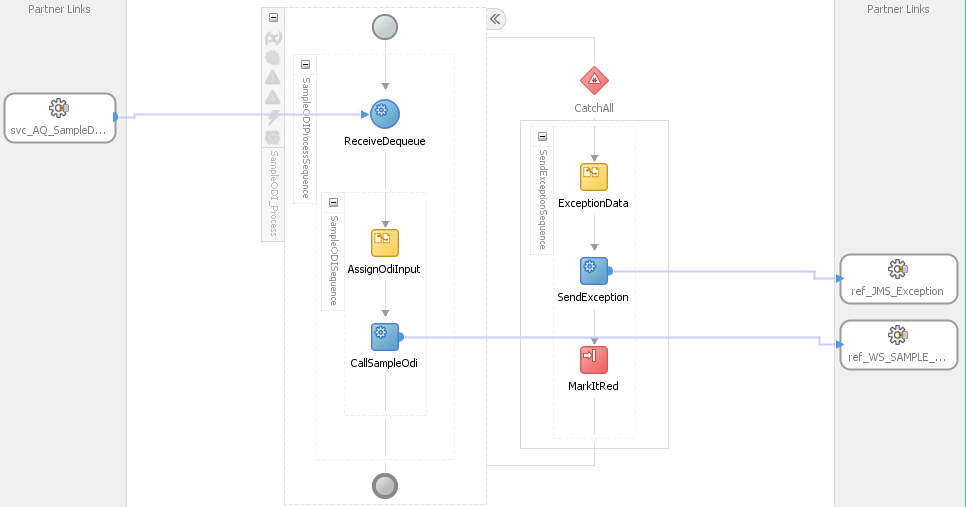 Partner Links
Partner Links
svc_AQ_SampleD...
SampleODI_Process
SampleODIProcessSequence
ReceiveDequeue
SampleODISequence
AssignOdiInput
CallSampleOdi
CatchAll
SendExceptionSequence
ExceptionData
SendException
MarkItRed
ref_JMS_Exception
ref_WS_SAMPLE_...